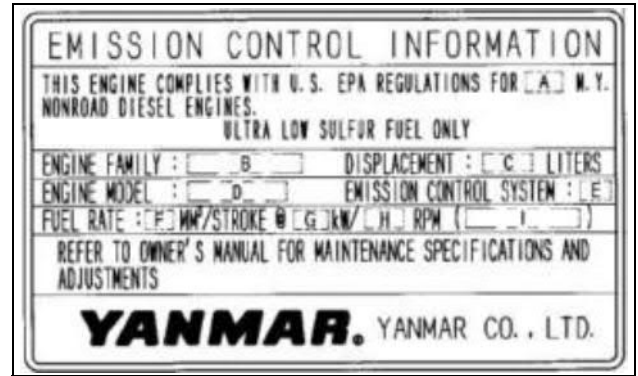 EMISSION CONTROL INFORMATION
THIS ENGINE COMPLIES WITH U.S. EPA REGULATIONS FOR [A] M.Y.
NONROAD DIESEL ENGINES.
ULTRA LOW SULFUR FUEL ONLY
ENGINE FAMILY : [B] DISPLACEMENT : [C] LITERS
ENGINE MODEL : [D] EMISSION CONTROL SYSTEM : [E]
FUEL RATE : [F] MM³/STROKE @ [G] kW/ [H] RPM ([I])
REFER TO OWNER'S MANUAL FOR MAINTENANCE SPECIFICATIONS AND
ADJUSTMENTS
YANMAR. YANMAR CO., LTD.